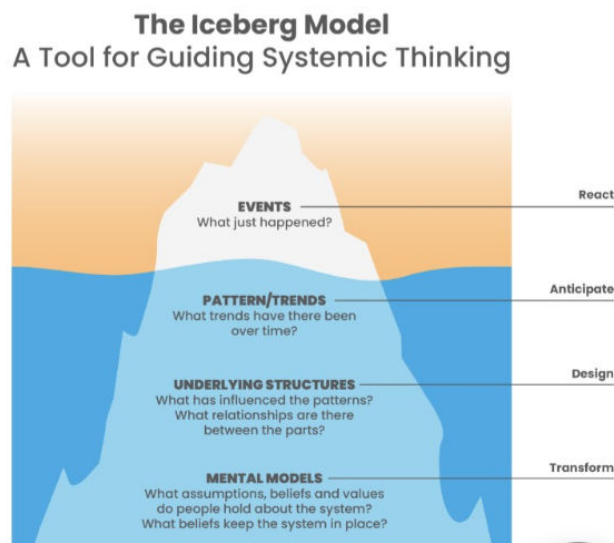 The Iceberg Model
A Tool for Guiding Systemic Thinking
EVENTS
What just happened?
React
PATTERN/TRENDS
What trends have there been
over time?
Anticipate
UNDERLYING STRUCTURES
What has influenced the patterns?
What relationships are there
between the parts?
Design
MENTAL MODELS
What assumptions, beliefs and values
do people hold about the system?
What beliefs keep the system in place?
Transform